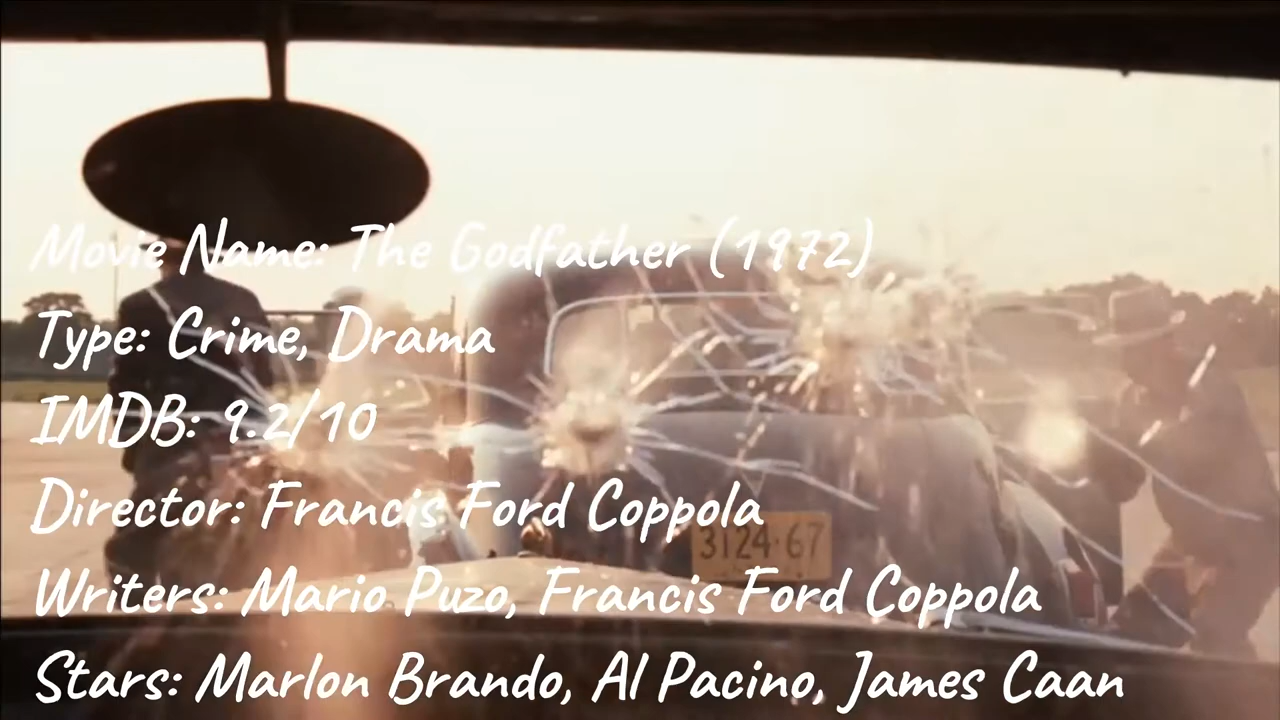 Movie Name: The Godfather (1972)
Type: Crime, Drama
IMDB: 9.2/10
Director: Francis Ford Coppola
3124·67
Writers: Mario Puzo, Francis Ford Coppola
Stars: Marlon Brando, Al Pacino, James Caan